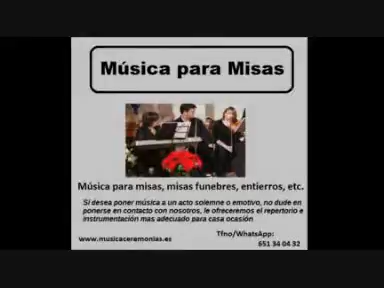 Música para Misas
Música para misas, misas funebres, entierros, etc.
Si desea poner música a un acto solemne o emotivo, no dude en
ponerse en contacto con nosotros, le ofreceremos el repertorio e
instrumentación mas adecuado para casa ocasión
Tfno/WhatsApp:
www.musicaceremonias.es
651 34 04 32